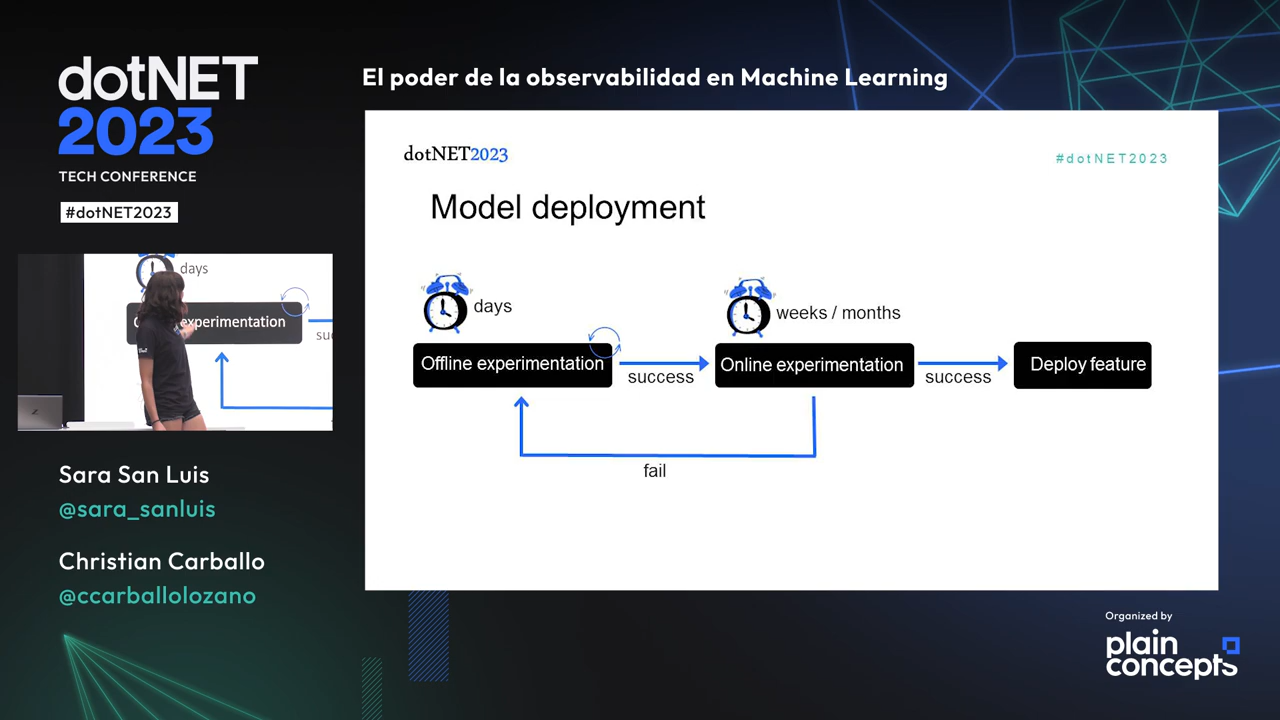 dotNET
2023
TECH CONFERENCE
#dotNET2023
El poder de la observabilidad en Machine Learning
dotNET2023
#dotNET2023
Model deployment
days
weeks / months
Offline experimentation
success
Online experimentation
success
Deploy feature
fail
days
experimentation
Sara San Luis
@sara_sanluis
Christian Carballo
@ccarballolozano
Organized by
plain
concepts